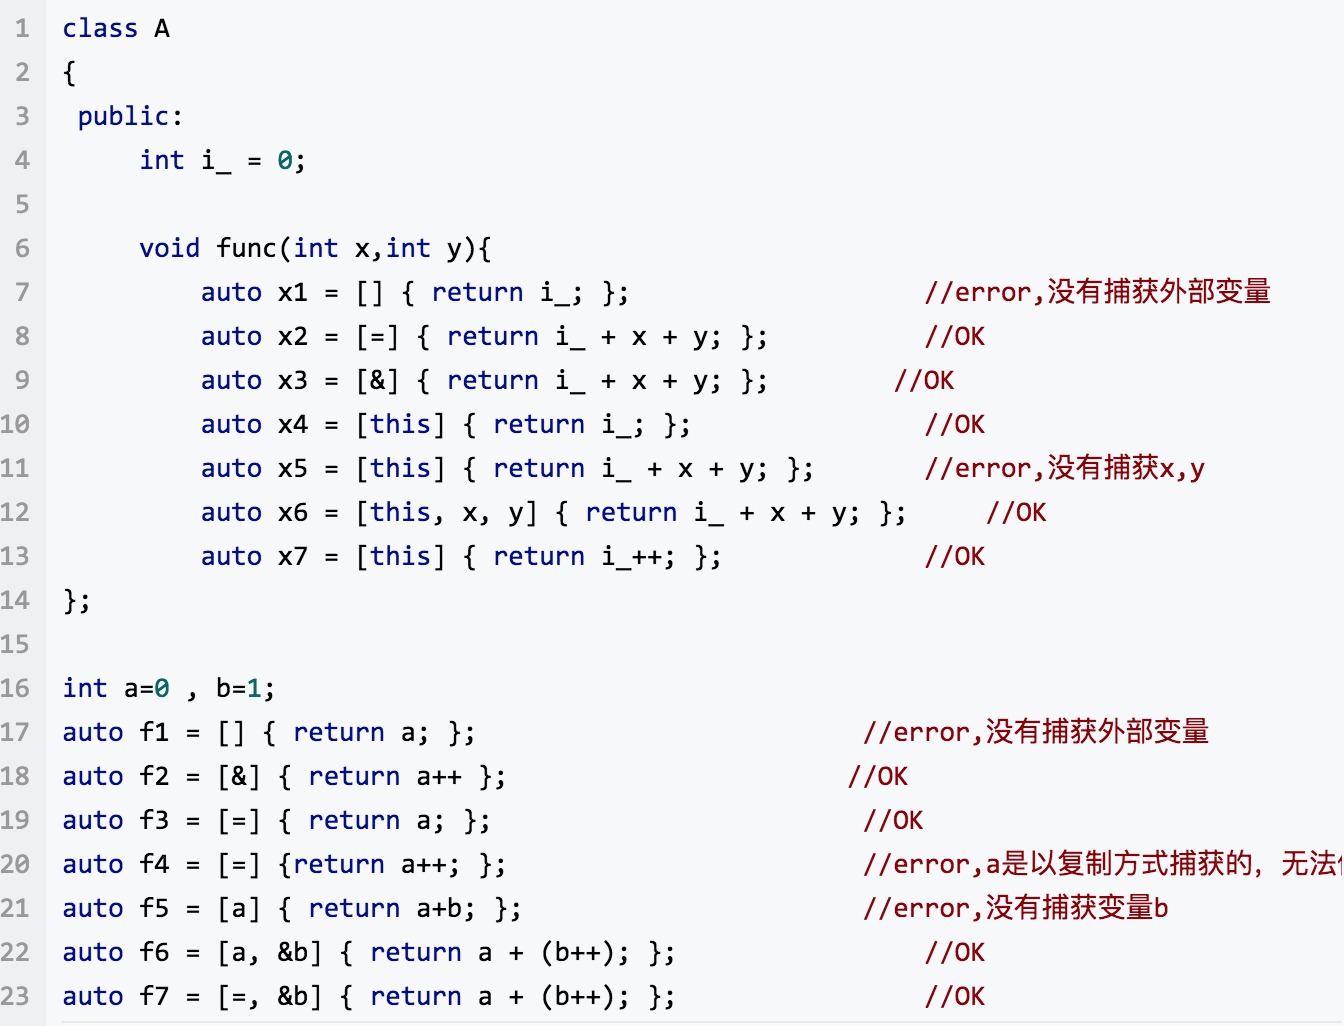 1 class A
2 {
3 public:
4 int i_ = 0;
5
6 void func(int x,int y){
7 auto x1 = [] { return i_; }; //error,没有捕获外部变量
8 auto x2 = [=] { return i_ + x + y; }; //OK
9 auto x3 = [&] { return i_ + x + y; }; //OK
10 auto x4 = [this] { return i_; }; //OK
11 auto x5 = [this] { return i_ + x + y; }; //error,没有捕获x,y
12 auto x6 = [this, x, y] { return i_ + x + y; }; //OK
13 auto x7 = [this] { return i_++; }; //OK
14 };
15
16 int a=0 , b=1;
17 auto f1 = [] { return a; }; //error,没有捕获外部变量
18 auto f2 = [&] { return a++ }; //OK
19 auto f3 = [=] { return a; }; //OK
20 auto f4 = [=] {return a++; }; //error,a是以复制方式捕获的，无法
21 auto f5 = [a] { return a+b; }; //error,没有捕获变量b
22 auto f6 = [a, &b] { return a + (b++); }; //OK
23 auto f7 = [=, &b] { return a + (b++); }; //OK